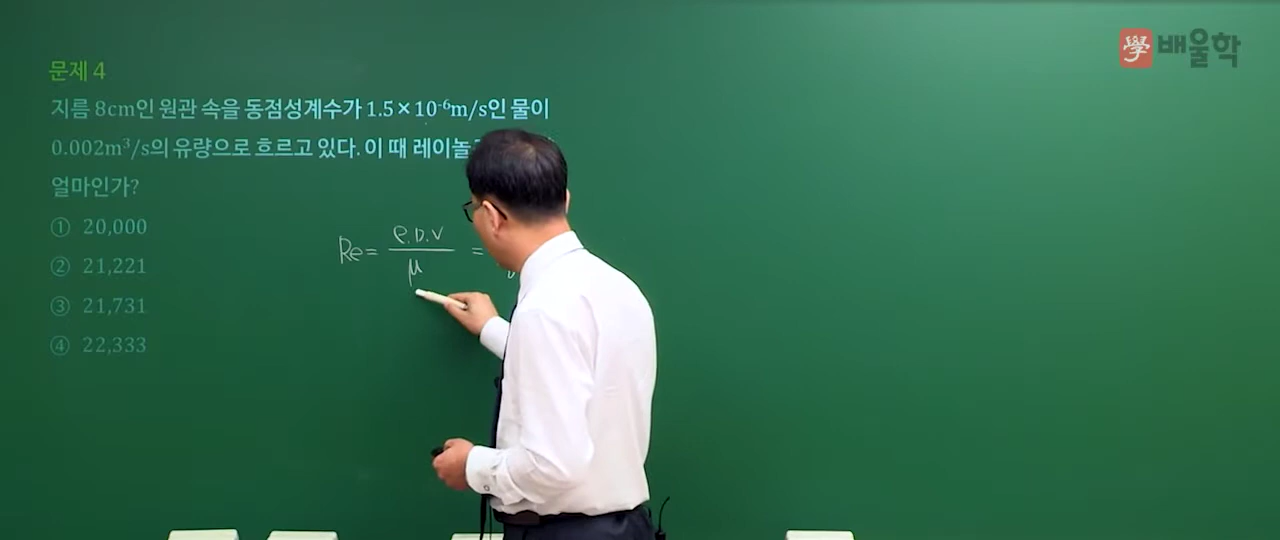 學 배울학
문제 4
지름 8cm인 원관 속을 동점성계수가 1.5×10⁻⁶m/s인 물이
0.002m³/s의 유량으로 흐르고 있다. 이 때 레이놀
얼마인가?
① 20,000
② 21,221
③ 21,731
④ 22,333
Re = ρ.D.V / μ =